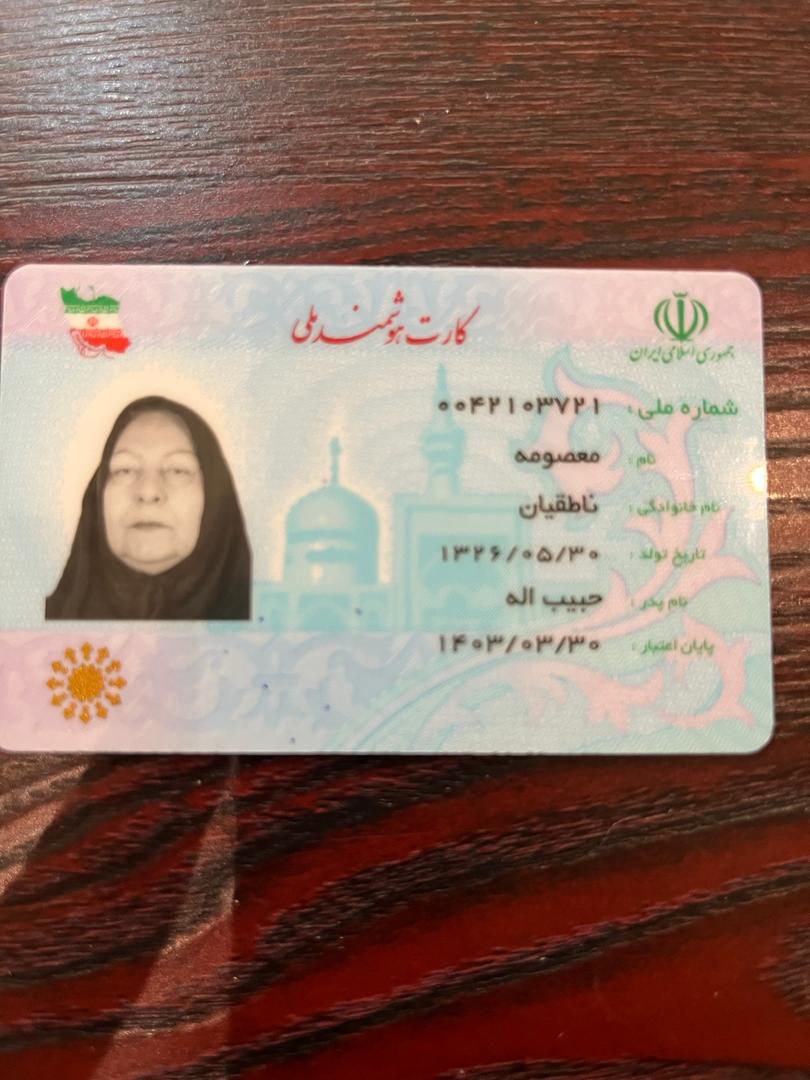 کارت هوشمند ملی
جمهوری اسلامی ایران
شماره ملی : ۰۰۴۲۱۰۳۷۲۱
نام : معصومه
نام خانوادگی : ناطقیان
تاریخ تولد : ۱۳۲۶/۰۵/۳۰
نام پدر : حبیب اله
پایان اعتبار : ۱۴۰۳/۰۳/۳۰